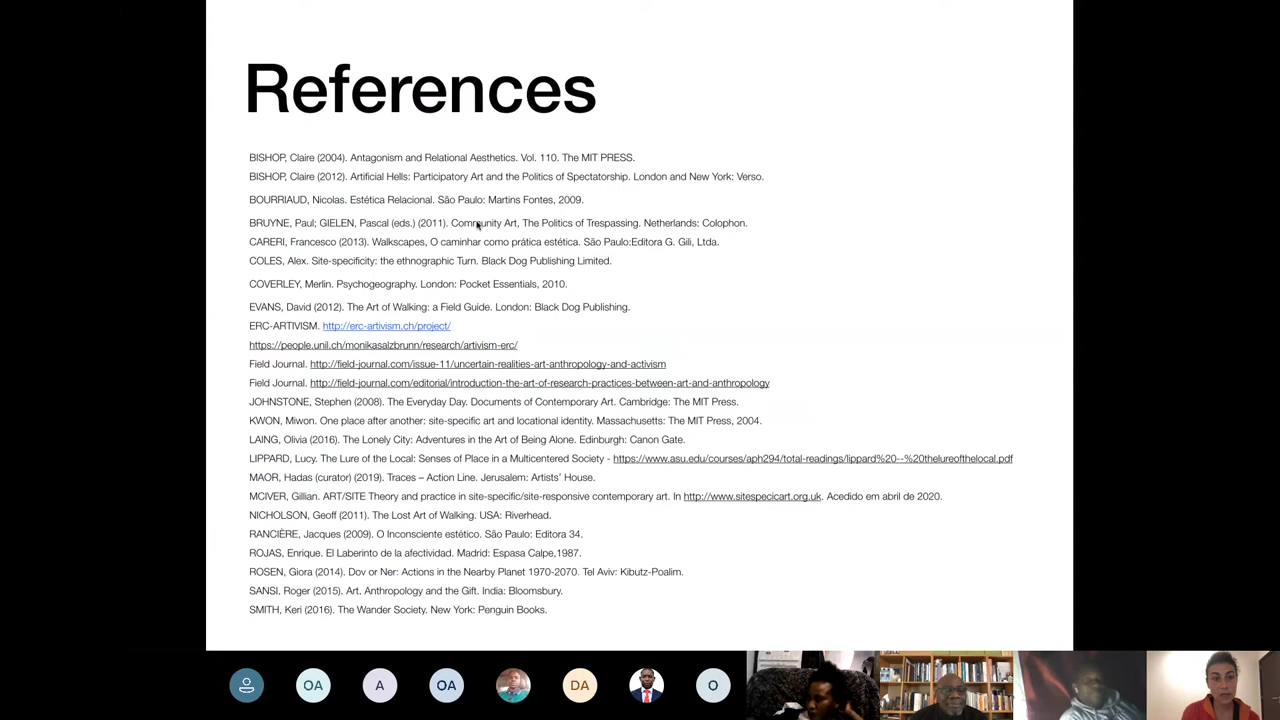 References
BISHOP, Claire (2004). Antagonism and Relational Aesthetics. Vol. 110. The MIT PRESS.
BISHOP, Claire (2012). Artificial Hells: Participatory Art and the Politics of Spectatorship. London and New York: Verso.
BOURRIAUD, Nicolas. Estética Relacional. São Paulo: Martins Fontes, 2009.
BRUYNE, Paul; GIELEN, Pascal (eds.) (2011). Community Art, The Politics of Trespassing. Netherlands: Colophon.
CARERI, Francesco (2013). Walkscapes, O caminhar como prática estética. São Paulo:Editora G. Gili, Ltda.
COLES, Alex. Site-specificity: the ethnographic Turn. Black Dog Publishing Limited.
COVERLEY, Merlin. Psychogeography. London: Pocket Essentials, 2010.
EVANS, David (2012). The Art of Walking: a Field Guide. London: Black Dog Publishing.
ERC-ARTIVISM. http://erc-artivism.ch/project/
https://people.unil.ch/monikasalzbrunn/research/artivism-erc/
Field Journal. http://field-journal.com/issue-11/uncertain-realities-art-anthropology-and-activism
Field Journal. http://field-journal.com/editorial/introduction-the-art-of-research-practices-between-art-and-anthropology
JOHNSTONE, Stephen (2008). The Everyday Day. Documents of Contemporary Art. Cambridge: The MIT Press.
KWON, Miwon. One place after another: site-specific art and locational identity. Massachusetts: The MIT Press, 2004.
LAING, Olivia (2016). The Lonely City: Adventures in the Art of Being Alone. Edinburgh: Canon Gate.
LIPPARD, Lucy. The Lure of the Local: Senses of Place in a Multicentered Society - https://www.asu.edu/courses/aph294/total-readings/lippard%20--%20thelureofthelocal.pdf
MAOR, Hadas (curator) (2019). Traces – Action Line. Jerusalem: Artists' House.
MCIVER, Gillian. ART/SITE Theory and practice in site-specific/site-responsive contemporary art. In http://www.sitespecicart.org.uk. Acedido em abril de 2020.
NICHOLSON, Geoff (2011). The Lost Art of Walking. USA: Riverhead.
RANCIÈRE, Jacques (2009). O Inconsciente estético. São Paulo: Editora 34.
ROJAS, Enrique. El Laberinto de la afectividad. Madrid: Espasa Calpe,1987.
ROSEN, Giora (2014). Dov or Ner: Actions in the Nearby Planet 1970-2070. Tel Aviv: Kibutz-Poalim.
SANSI. Roger (2015). Art, Anthropology and the Gift. India: Bloomsbury.
SMITH, Keri (2016). The Wander Society. New York: Penguin Books.
OA A OA DA O